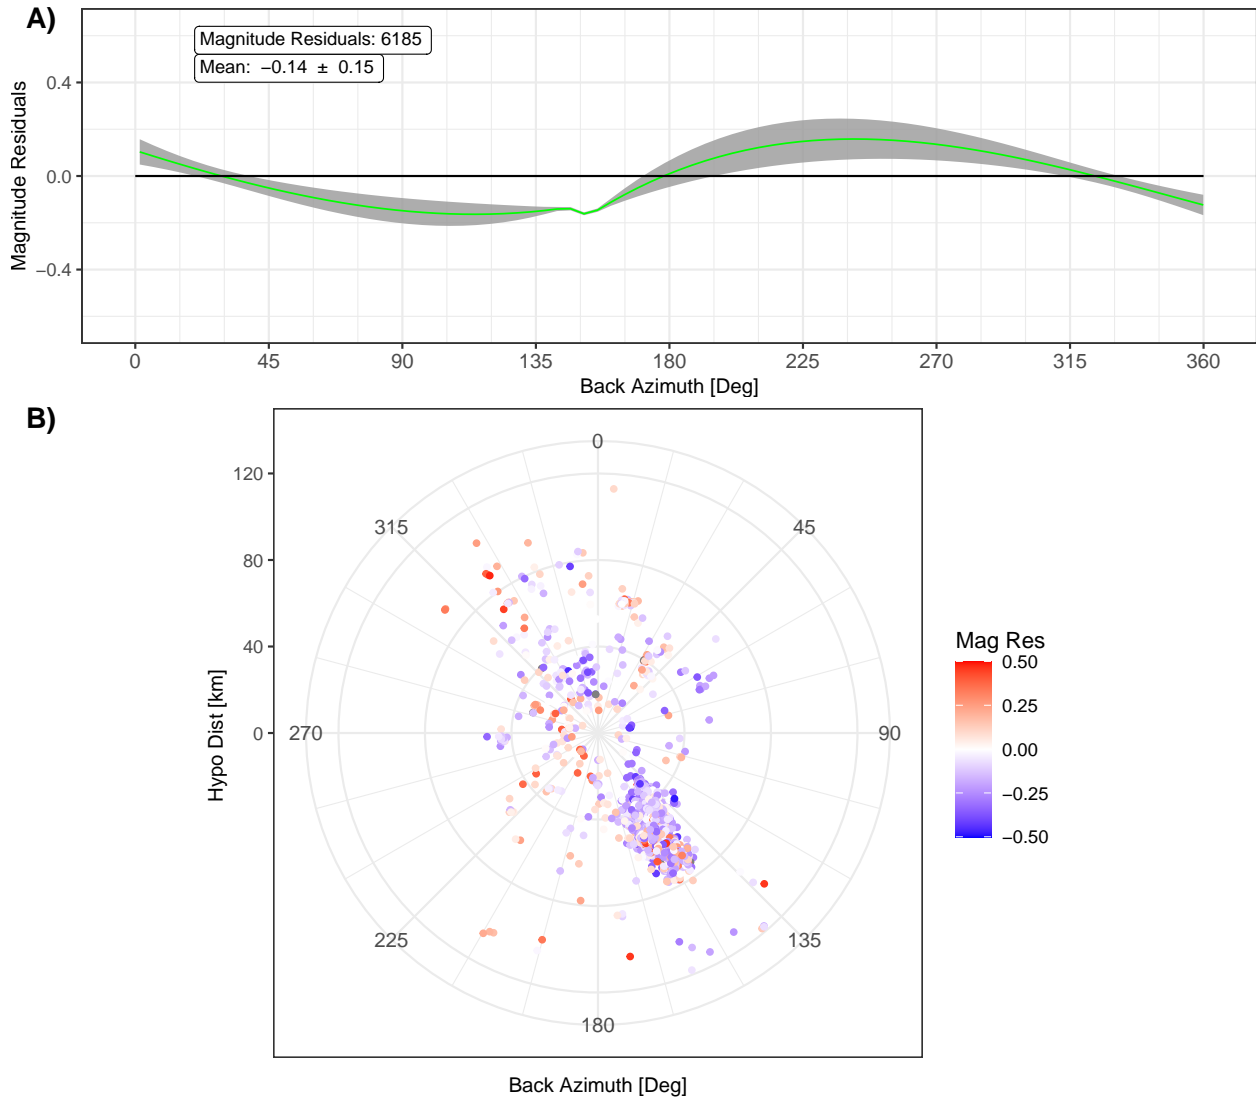 A)
Magnitude Residuals: 6185
Mean: −0.14 ± 0.15
0.4
0.0
−0.4
Magnitude Residuals
0 45 90 135 180 225 270 315 360
Back Azimuth [Deg]
B)
0
45
90
135
180
225
270
315
120
80
40
0
Hypo Dist [km]
Back Azimuth [Deg]
Mag Res
0.50
0.25
0.00
−0.25
−0.50